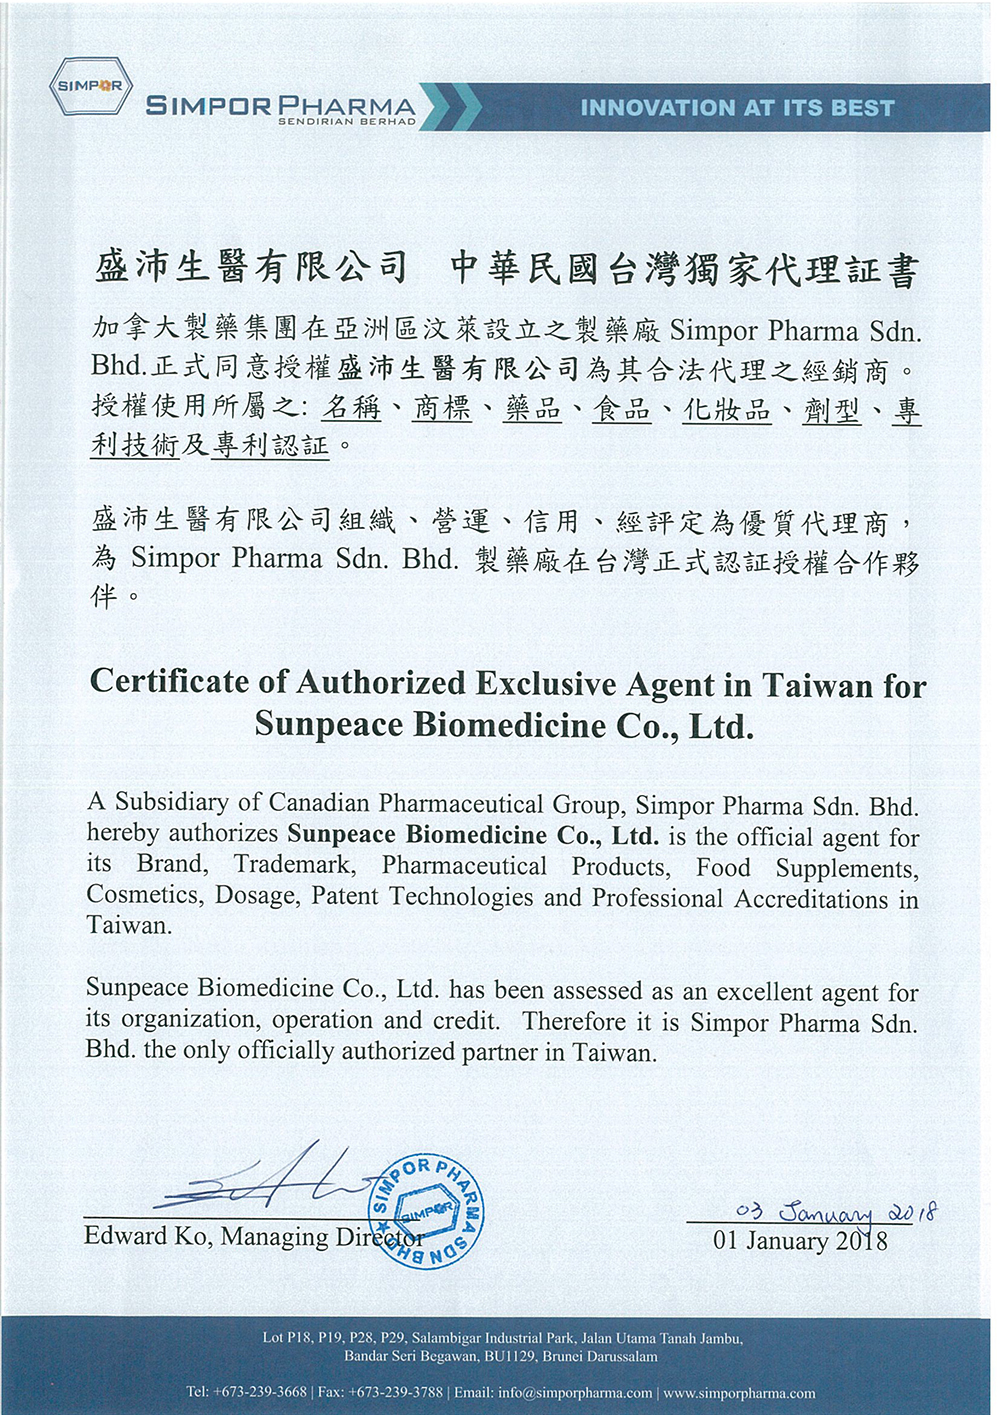 SIMPOR
SIMPOR PHARMA
SENDIRIAN BERHAD
INNOVATION AT ITS BEST
盛沛生醫有限公司 中華民國台灣獨家代理証書
加拿大製藥集團在亞洲區汶萊設立之製藥廠 Simpor Pharma Sdn.
Bhd.正式同意授權盛沛生醫有限公司為其合法代理之經銷商。
授權使用所屬之: 名稱、商標、藥品、食品、化妝品、劑型、專
利技術及專利認証。
盛沛生醫有限公司組織、營運、信用、經評定為優質代理商，
為 Simpor Pharma Sdn. Bhd. 製藥廠在台灣正式認証授權合作夥
伴。
Certificate of Authorized Exclusive Agent in Taiwan for
Sunpeace Biomedicine Co., Ltd.
A Subsidiary of Canadian Pharmaceutical Group, Simpor Pharma Sdn. Bhd.
hereby authorizes Sunpeace Biomedicine Co., Ltd. is the official agent for
its Brand, Trademark, Pharmaceutical Products, Food Supplements,
Cosmetics, Dosage, Patent Technologies and Professional Accreditations in
Taiwan.
Sunpeace Biomedicine Co., Ltd. has been assessed as an excellent agent for
its organization, operation and credit. Therefore it is Simpor Pharma Sdn.
Bhd. the only officially authorized partner in Taiwan.
SIMPOR PHARMA SDN BHD
SIMPOR
03 January 2018
Edward Ko, Managing Director
01 January 2018
Lot P18, P19, P28, P29, Salambigar Industrial Park, Jalan Utama Tanah Jambu,
Bandar Seri Begawan, BU1129, Brunei Darussalam
Tel: +673-239-3668 | Fax: +673-239-3788 | Email: info@simporpharma.com | www.simporpharma.com